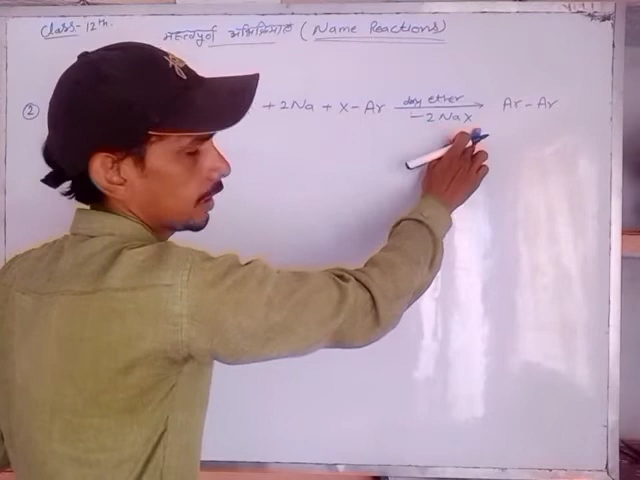 Class- 12th.
महत्वपूर्ण अभिक्रियाएं (Name Reactions)
② + 2Na + X-Ar dry ether Ar-Ar
-2NaX